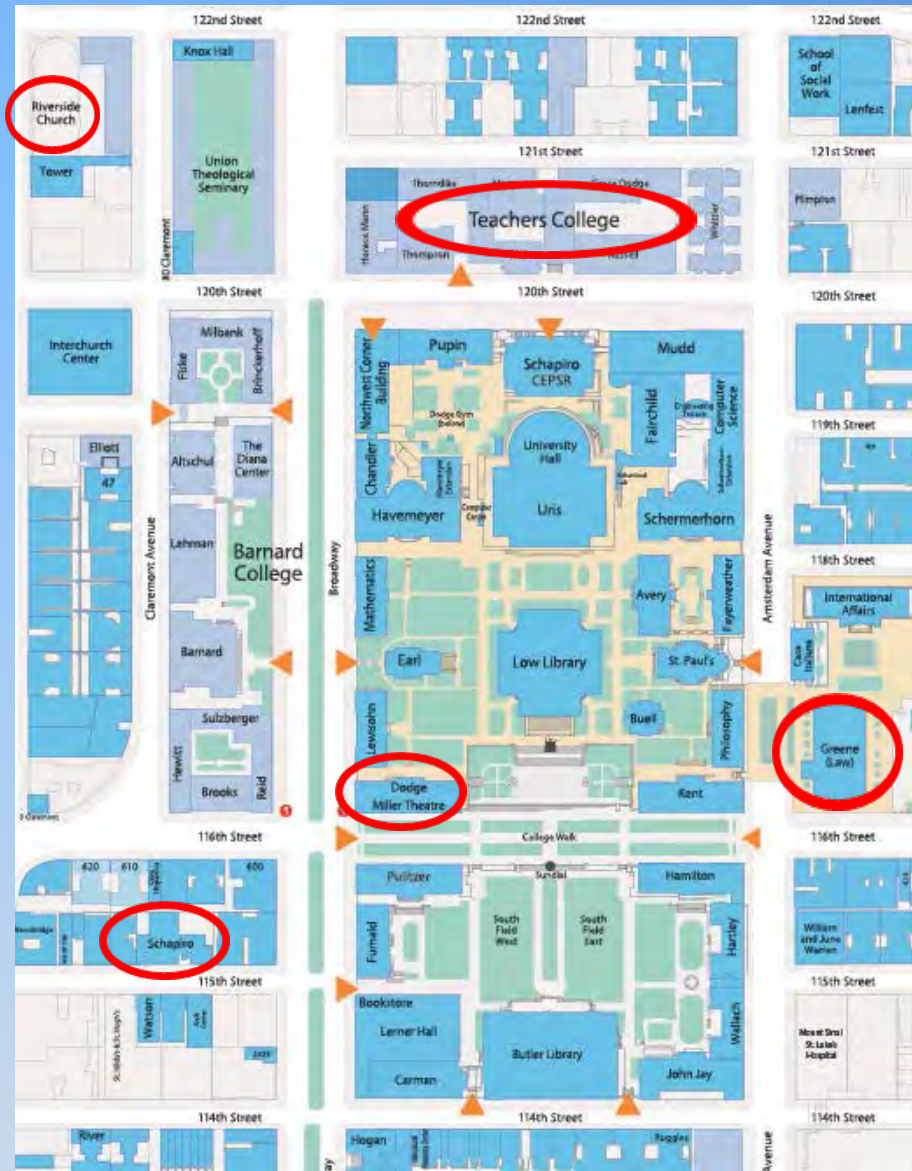 122nd Street
122nd Street
122nd Street
Knox Hall
School
of
Social
Work
Lenfest
Riverside
Church
Tower
Union
Theological
Seminary
80 Claremont
121st Street
121st Street
Horace Mann
Thorndike
Dodge
Teachers College
Thompson
Russell
Whittier
Plimpton
120th Street
120th Street
120th Street
Interchurch
Center
Milbank
Fiske
Brinckerhoff
Northwest Corner
Building
Pupin
Schapiro
CEPSR
Mudd
Fairchild
Computer
Science
Dodge Gym
119th Street
Elliott
47
Altschul
The
Diana
Center
Chandler
University
Hall
Uris
Havemeyer
Schermerhorn
Claremont Avenue
Lehman
Barnard
College
Broadway
Amsterdam Avenue
118th Street
Mathematics
Avery
Fayerweather
International
Affairs
Casa
Italiana
Barnard
Earl
Low Library
St. Paul's
Sulzberger
Lewisohn
Buell
Philosophy
Greene
(Law)
Hewitt
Brooks
Reid
Dodge
Miller Theatre
Kent
116th Street
College Walk
116th Street
620
610
600
Pulitzer
Sundial
Hamilton
Furnald
South
Field
West
South
Field
East
Hartley
William
and June
Warren
Schapiro
115th Street
115th Street
Bookstore
Watson
Lerner Hall
Butler Library
Wallach
Carman
John Jay
Mount Sinai
St. Luke's
Hospital
114th Street
114th Street
114th Street
River
Hogan
Ruggles
Avenue